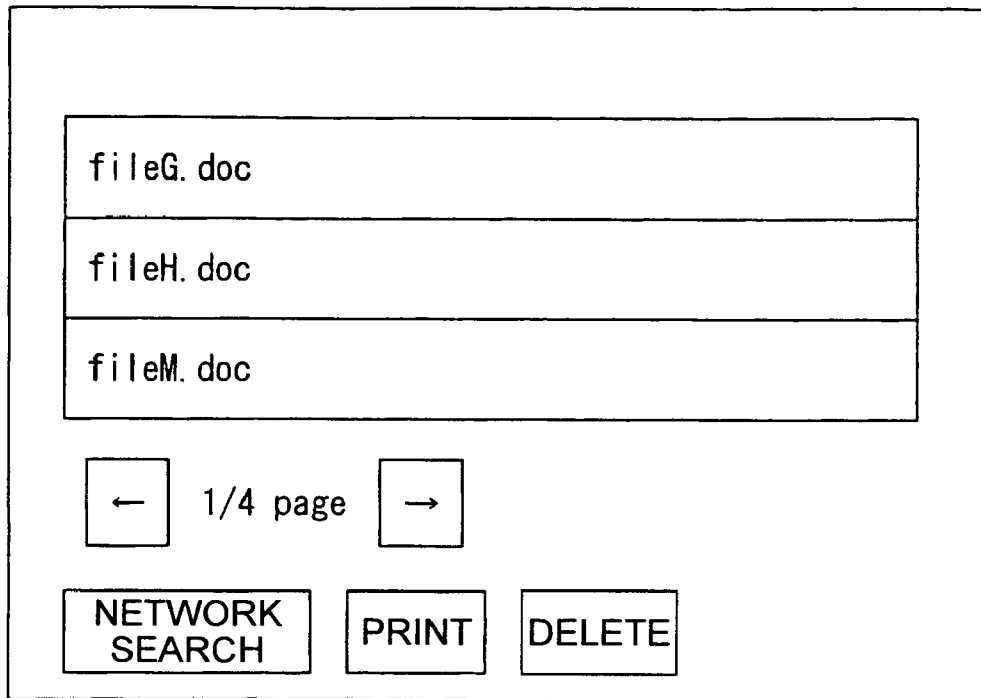 fileG.doc
fileH.doc
fileM.doc
← 1/4 page →
NETWORK
SEARCH
PRINT
DELETE